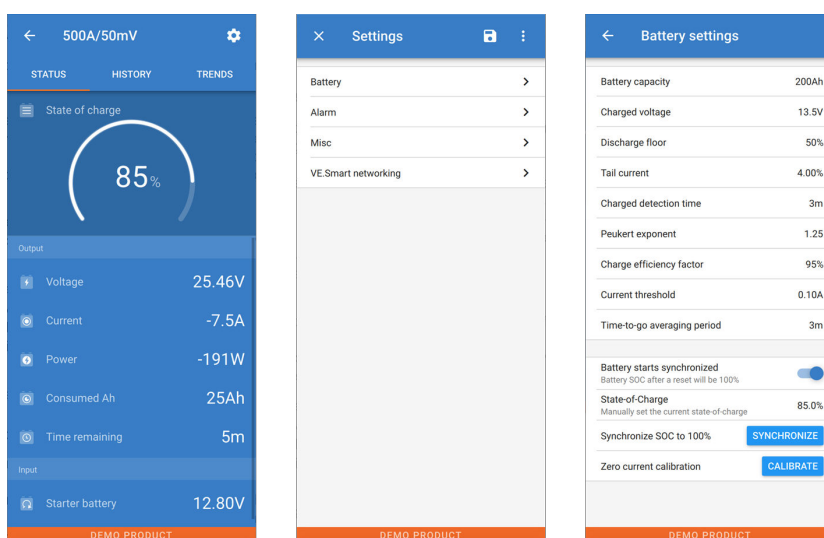 500A/50mV
STATUS HISTORY TRENDS
State of charge
85%
Output
Voltage 25.46V
Current -7.5A
Power -191W
Consumed Ah 25Ah
Time remaining 5m
Input
Starter battery 12.80V
DEMO PRODUCT
Settings
Battery
Alarm
Misc
VE.Smart networking
DEMO PRODUCT
Battery settings
Battery capacity 200Ah
Charged voltage 13.5V
Discharge floor 50%
Tail current 4.00%
Charged detection time 3m
Peukert exponent 1.25
Charge efficiency factor 95%
Current threshold 0.10A
Time-to-go averaging period 3m
Battery starts synchronized
Battery SOC after a reset will be 100%
State-of-Charge 85.0%
Manually set the current state-of-charge
Synchronize SOC to 100% SYNCHRONIZE
Zero current calibration CALIBRATE
DEMO PRODUCT